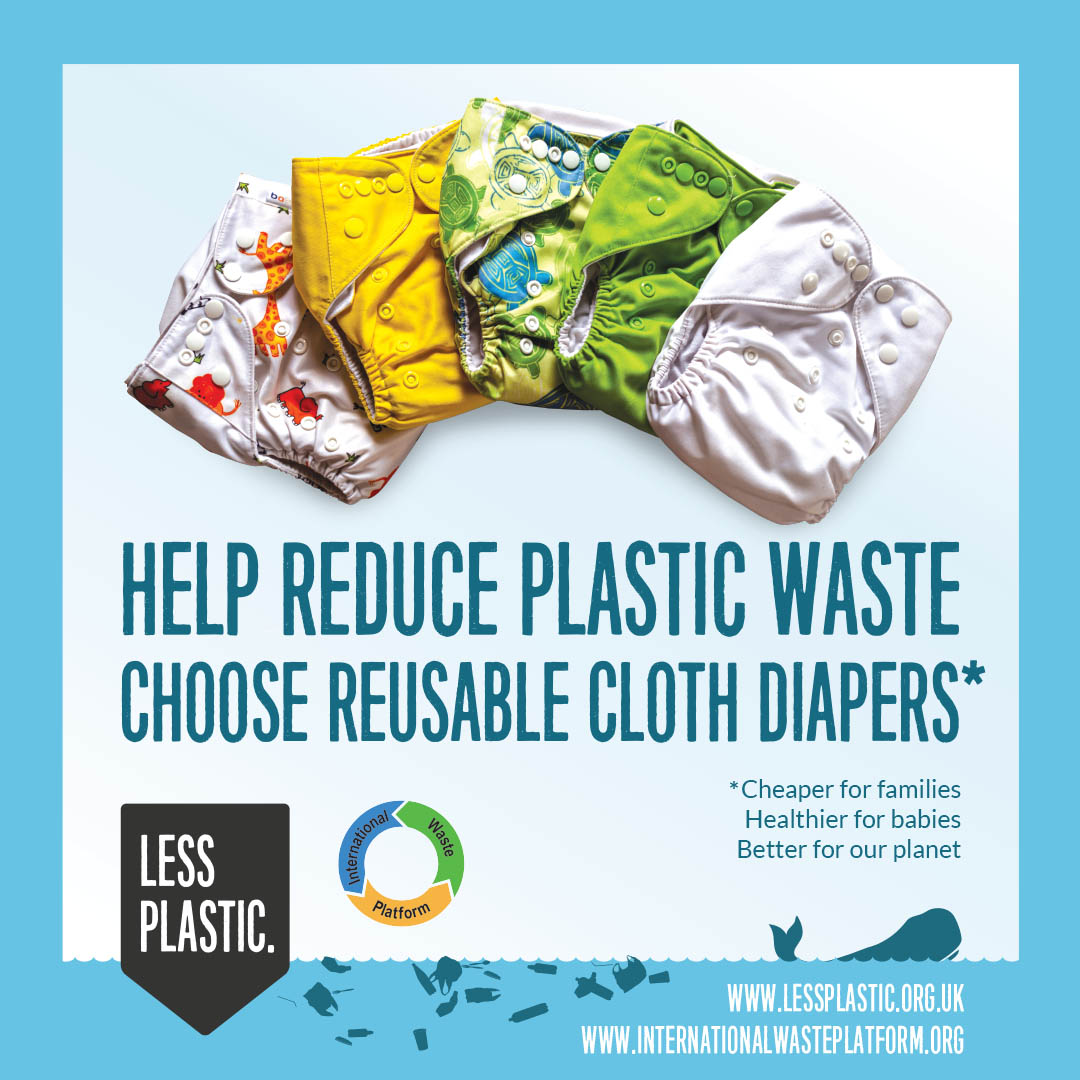 HELP REDUCE PLASTIC WASTE
CHOOSE REUSABLE CLOTH DIAPERS*
*Cheaper for families
Healthier for babies
Better for our planet
LESS
PLASTIC.
International
Waste
Platform
WWW.LESSPLASTIC.ORG.UK
WWW.INTERNATIONALWASTEPLATFORM.ORG